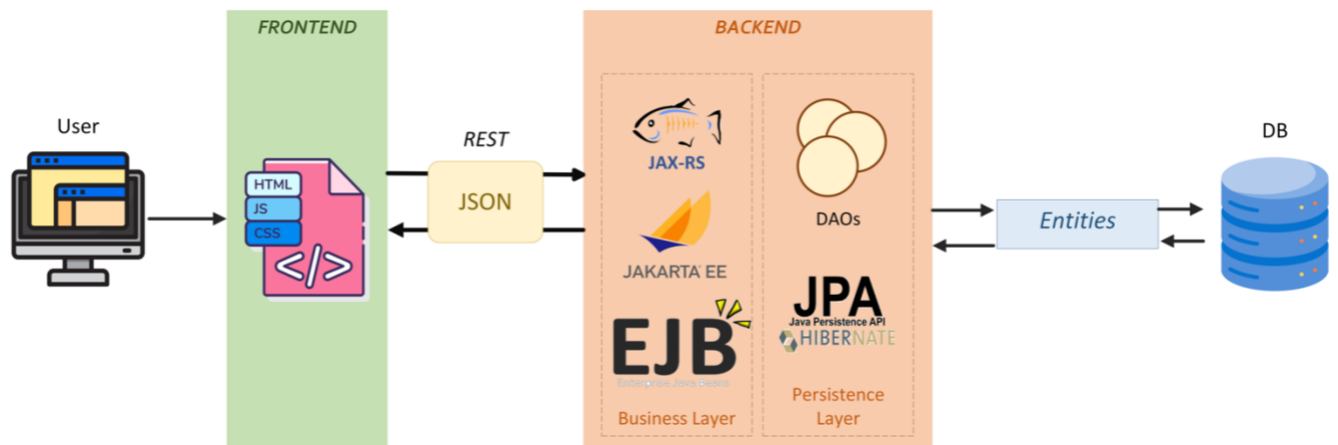 FRONTEND
BACKEND
User
HTML
JS
CSS
</>
REST
JSON
JAX-RS
JAKARTA EE
EJB
Enterprise Java Beans
Business Layer
DAOs
JPA
Java Persistence API
HIBERNATE
Persistence
Layer
Entities
DB